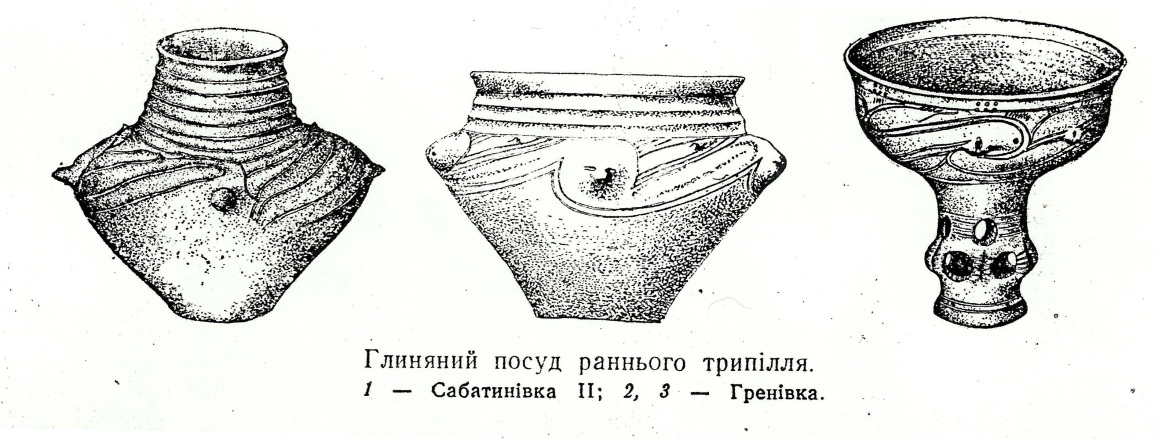 Глиняний посуд раннього трипілля.
1 — Сабатинівка II; 2, 3 — Гренівка.